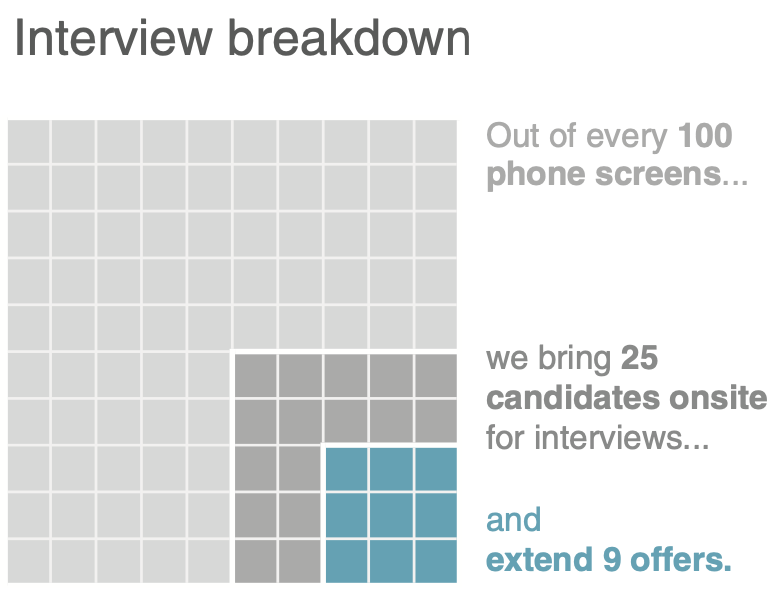 Interview breakdown
Out of every 100
phone screens...
we bring 25
candidates onsite
for interviews...
and
extend 9 offers.